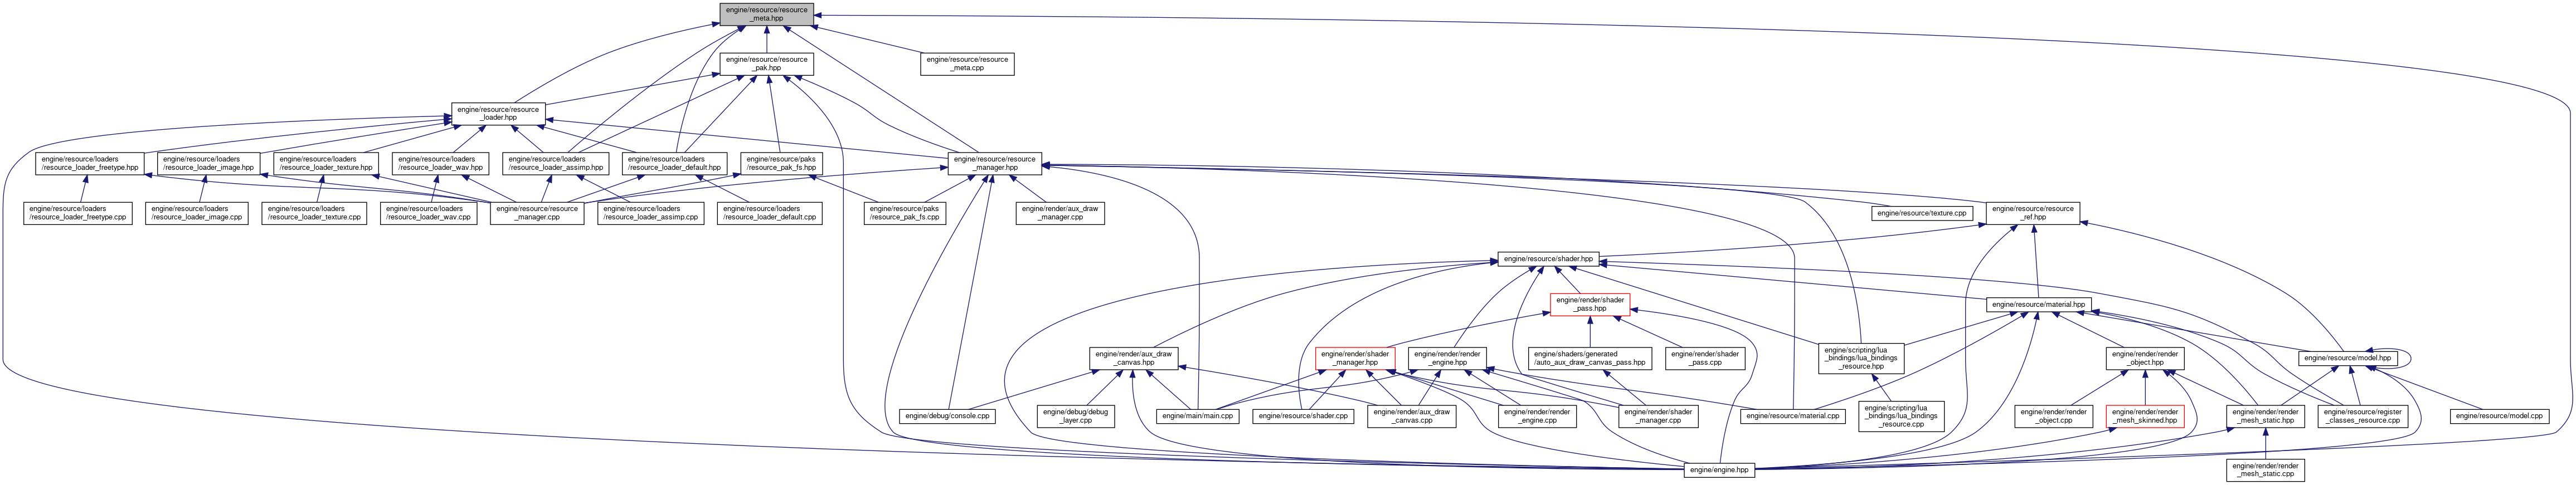 engine/resource/resource
_meta.hpp
engine/resource/resource
_pak.hpp
engine/resource/resource
_meta.cpp
engine/resource/resource
_loader.hpp
engine/resource/loaders
/resource_loader_freetype.hpp
engine/resource/loaders
/resource_loader_image.hpp
engine/resource/loaders
/resource_loader_texture.hpp
engine/resource/loaders
/resource_loader_wav.hpp
engine/resource/loaders
/resource_loader_assimp.hpp
engine/resource/loaders
/resource_loader_default.hpp
engine/resource/paks
/resource_pak_fs.hpp
engine/resource/resource
_manager.hpp
engine/resource/loaders
/resource_loader_freetype.cpp
engine/resource/loaders
/resource_loader_image.cpp
engine/resource/loaders
/resource_loader_texture.cpp
engine/resource/loaders
/resource_loader_wav.cpp
engine/resource/resource
_manager.cpp
engine/resource/loaders
/resource_loader_assimp.cpp
engine/resource/loaders
/resource_loader_default.cpp
engine/resource/paks
/resource_pak_fs.cpp
engine/render/aux_draw
_manager.cpp
engine/resource/texture.cpp
engine/resource/resource
_ref.hpp
engine/resource/shader.hpp
engine/render/shader
_pass.hpp
engine/resource/material.hpp
engine/render/aux_draw
_canvas.hpp
engine/render/shader
_manager.hpp
engine/render/render
_engine.hpp
engine/shaders/generated
/auto_aux_draw_canvas_pass.hpp
engine/render/shader
_pass.cpp
engine/scripting/lua
_bindings/lua_bindings
_resource.hpp
engine/render/render
_object.hpp
engine/resource/model.hpp
engine/debug/console.cpp
engine/debug/debug
_layer.cpp
engine/main/main.cpp
engine/resource/shader.cpp
engine/render/aux_draw
_canvas.cpp
engine/render/render
_engine.cpp
engine/render/shader
_manager.cpp
engine/resource/material.cpp
engine/scripting/lua
_bindings/lua_bindings
_resource.cpp
engine/render/render
_object.cpp
engine/render/render
_mesh_skinned.hpp
engine/render/render
_mesh_static.hpp
engine/resource/register
_classes_resource.cpp
engine/resource/model.cpp
engine/engine.hpp
engine/render/render
_mesh_static.cpp